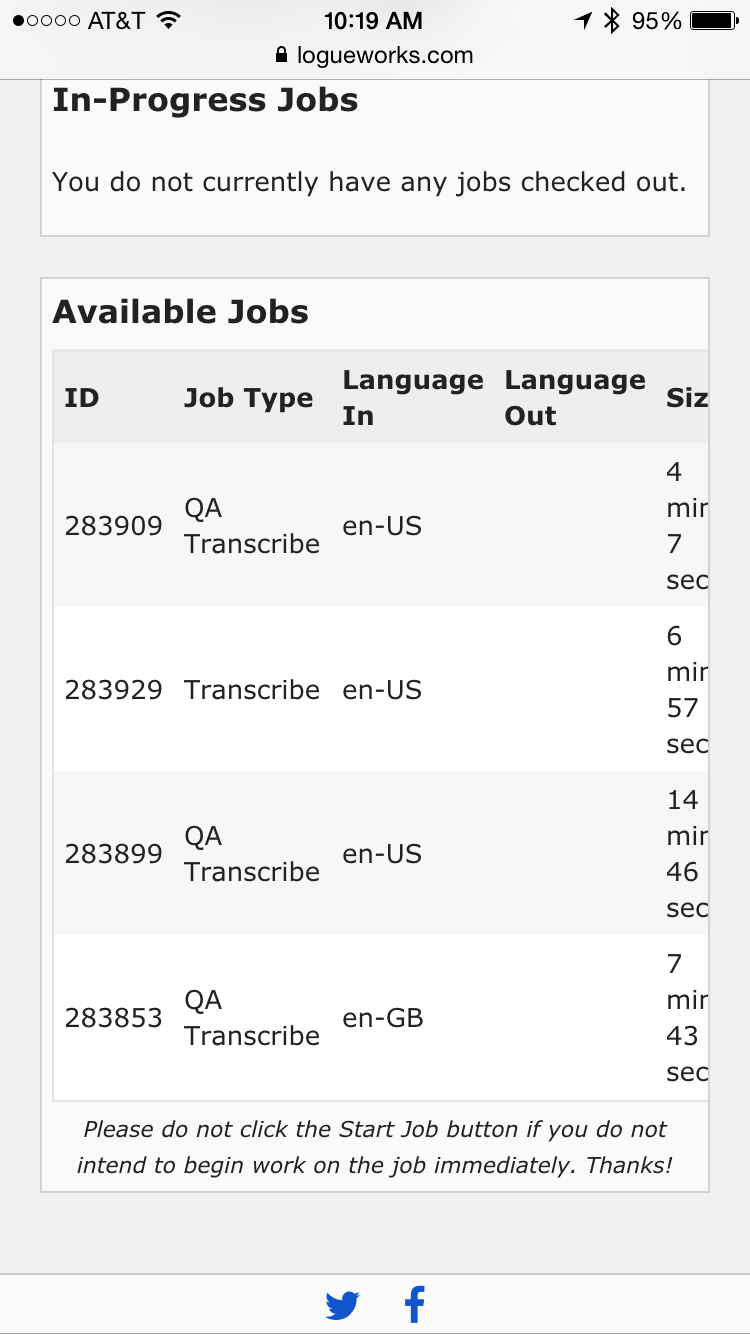 AT&T 10:19 AM 95%
logueworks.com
In-Progress Jobs
You do not currently have any jobs checked out.
Available Jobs
ID Job Type Language In Language Out Siz
283909 QA Transcribe en-US 4 min 7 sec
283929 Transcribe en-US 6 min 57 sec
283899 QA Transcribe en-US 14 min 46 sec
283853 QA Transcribe en-GB 7 min 43 sec
Please do not click the Start Job button if you do not
intend to begin work on the job immediately. Thanks!